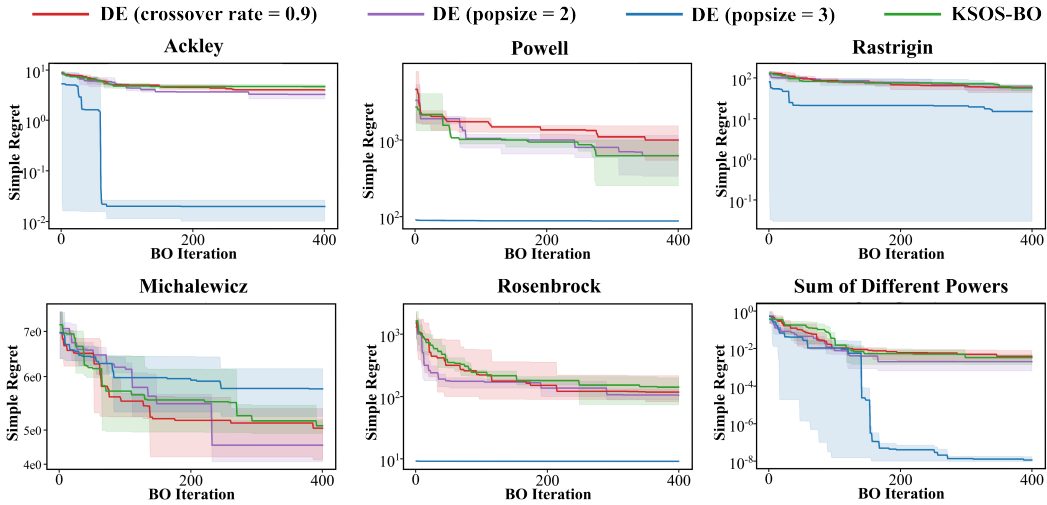 DE (crossover rate = 0.9) DE (popsize = 2) DE (popsize = 3) KSOS-BO
Ackley
Simple Regret
10^1
10^0
10^-1
10^-2
0 200 400
BO Iteration
Powell
Simple Regret
10^3
10^2
0 200 400
BO Iteration
Rastrigin
Simple Regret
10^2
10^1
10^0
10^-1
0 200 400
BO Iteration
Michalewicz
Simple Regret
7e0
6e0
5e0
4e0
0 200 400
BO Iteration
Rosenbrock
Simple Regret
10^3
10^2
10^1
0 200 400
BO Iteration
Sum of Different Powers
Simple Regret
10^0
10^-2
10^-4
10^-6
10^-8
0 200 400
BO Iteration